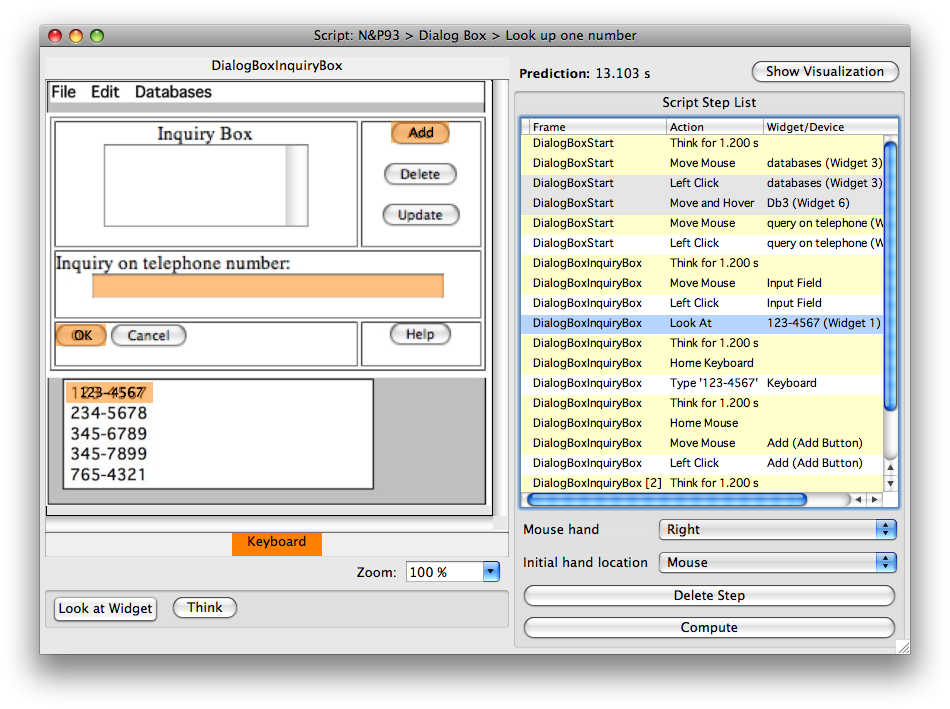 Script: N&P93 > Dialog Box > Look up one number
DialogBoxInquiryBox
File Edit Databases
Inquiry Box
Add
Delete
Update
Inquiry on telephone number:
OK Cancel
Help
123-4567
234-5678
345-6789
345-7899
765-4321
Keyboard
Zoom: 100 %
Look at Widget Think
Prediction: 13.103 s
Show Visualization
Script Step List
Frame Action Widget/Device
DialogBoxStart Think for 1.200 s
DialogBoxStart Move Mouse databases (Widget 3)
DialogBoxStart Left Click databases (Widget 3)
DialogBoxStart Move and Hover Db3 (Widget 6)
DialogBoxStart Move Mouse query on telephone (W
DialogBoxStart Left Click query on telephone (W
DialogBoxInquiryBox Think for 1.200 s
DialogBoxInquiryBox Move Mouse Input Field
DialogBoxInquiryBox Left Click Input Field
DialogBoxInquiryBox Look At 123-4567 (Widget 1)
DialogBoxInquiryBox Think for 1.200 s
DialogBoxInquiryBox Home Keyboard
DialogBoxInquiryBox Type '123-4567' Keyboard
DialogBoxInquiryBox Think for 1.200 s
DialogBoxInquiryBox Home Mouse
DialogBoxInquiryBox Move Mouse Add (Add Button)
DialogBoxInquiryBox Left Click Add (Add Button)
DialogBoxInquiryBox [2] Think for 1.200 s
Mouse hand Right
Initial hand location Mouse
Delete Step
Compute